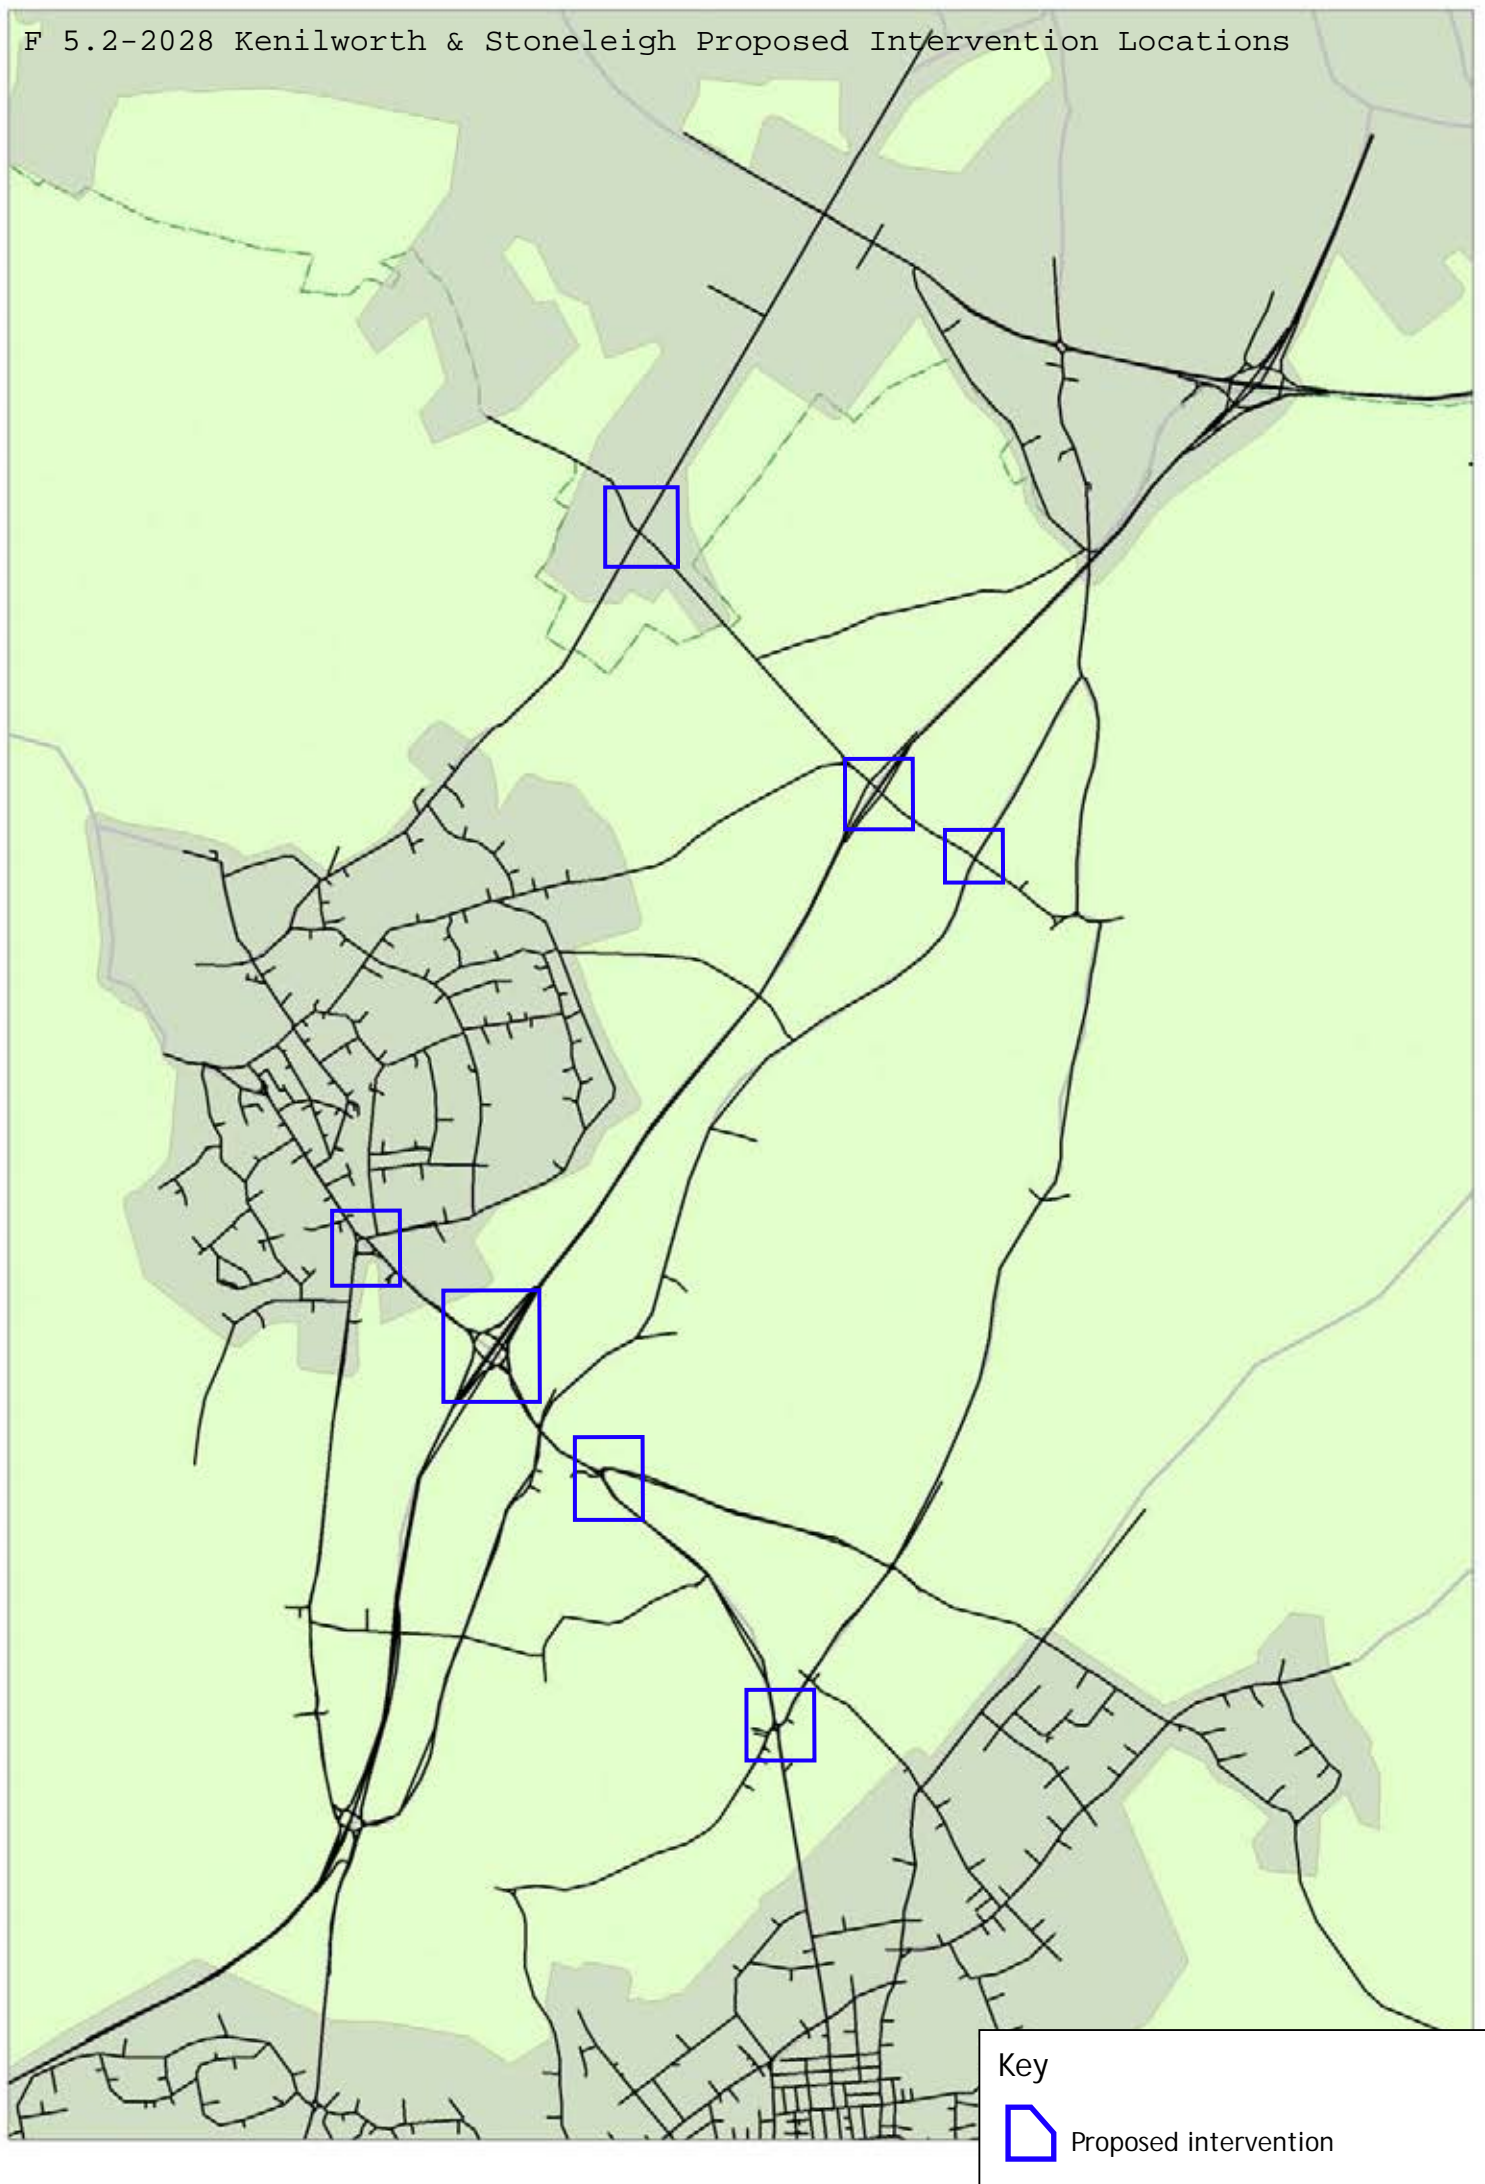 F 5.2-2028 Kenilworth & Stoneleigh Proposed Intervention Locations
Key
Proposed intervention